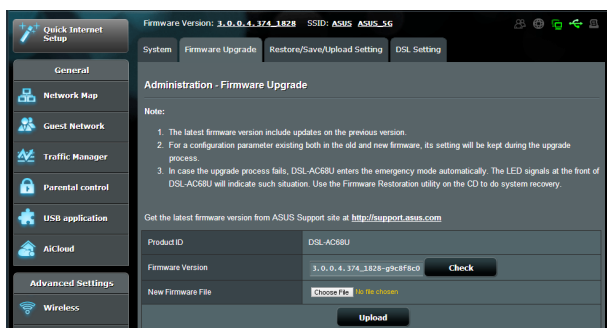 Quick Internet
Setup
Firmware Version: 3.0.0.4.374_1828 SSID: ASUS ASUS_5G
System Firmware Upgrade Restore/Save/Upload Setting DSL Setting
General
Network Map
Guest Network
Traffic Manager
Parental control
USB application
AiCloud
Advanced Settings
Wireless
Administration - Firmware Upgrade
Note:
1. The latest firmware version include updates on the previous version.
2. For a configuration parameter existing both in the old and new firmware, its setting will be kept during the upgrade
process.
3. In case the upgrade process fails, DSL-AC68U enters the emergency mode automatically. The LED signals at the front of
DSL-AC68U will indicate such situation. Use the Firmware Restoration utility on the CD to do system recovery.
Get the latest firmware version from ASUS Support site at http://support.asus.com
Product ID DSL-AC68U
Firmware Version 3.0.0.4.374_1828-g9c8f8c0 Check
New Firmware File Choose File No file chosen
Upload